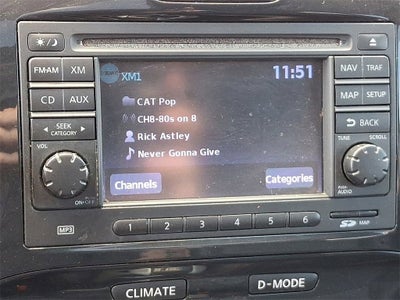 XM1
11:51
FM·AM
XM
NAV
TRAF
CD
AUX
MAP
SETUP
CAT Pop
CH8-80s on 8
Rick Astley
Never Gonna Give
SEEK
CATEGORY
BACK
VOL
TUNE
SCROLL
ON·OFF
PUSH
AUDIO
Channels
Categories
MP3
1
2
3
4
5
6
SD
MAP
CLIMATE
D-MODE